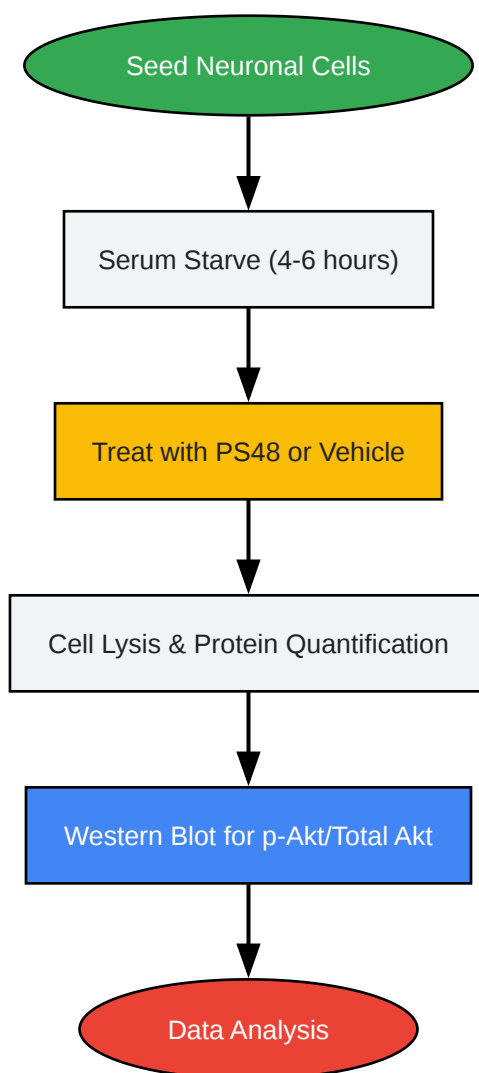 Seed Neuronal Cells
Serum Starve (4-6 hours)
Treat with PS48 or Vehicle
Cell Lysis & Protein Quantification
Western Blot for p-Akt/Total Akt
Data Analysis